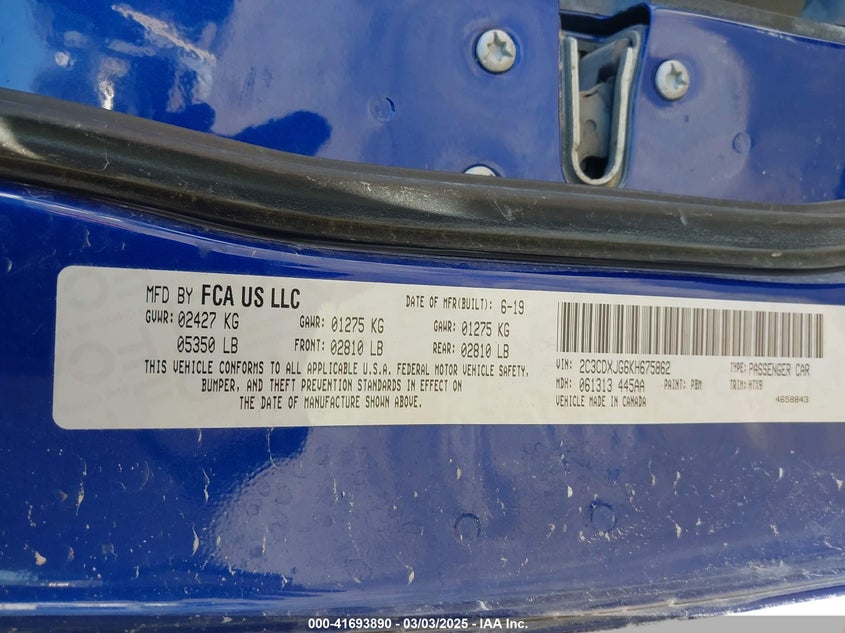 MFD BY FCA US LLC
DATE OF MFR(BUILT): 6-19
GVWR: 02427 KG GAWR: 01275 KG GAWR: 01275 KG
05350 LB FRONT: 02810 LB REAR: 02810 LB
THIS VEHICLE CONFORMS TO ALL APPLICABLE U.S.A. FEDERAL MOTOR VEHICLE SAFETY,
BUMPER, AND THEFT PREVENTION STANDARDS IN EFFECT ON
THE DATE OF MANUFACTURE SHOWN ABOVE.
VIN: 2C3CDXJG6KH675862 TYPE: PASSENGER CAR
MDH: 061313 445AA PAINT: PBM TRIM: HTX9
VEHICLE MADE IN CANADA 4658843
000-41693890 - 03/03/2025 - IAA Inc.